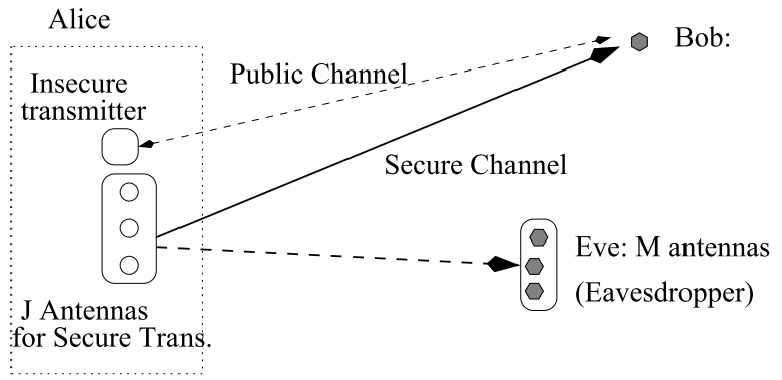 Alice
Bob:
Public Channel
Insecure
transmitter
Secure Channel
Eve: M antennas
(Eavesdropper)
J Antennas
for Secure Trans.